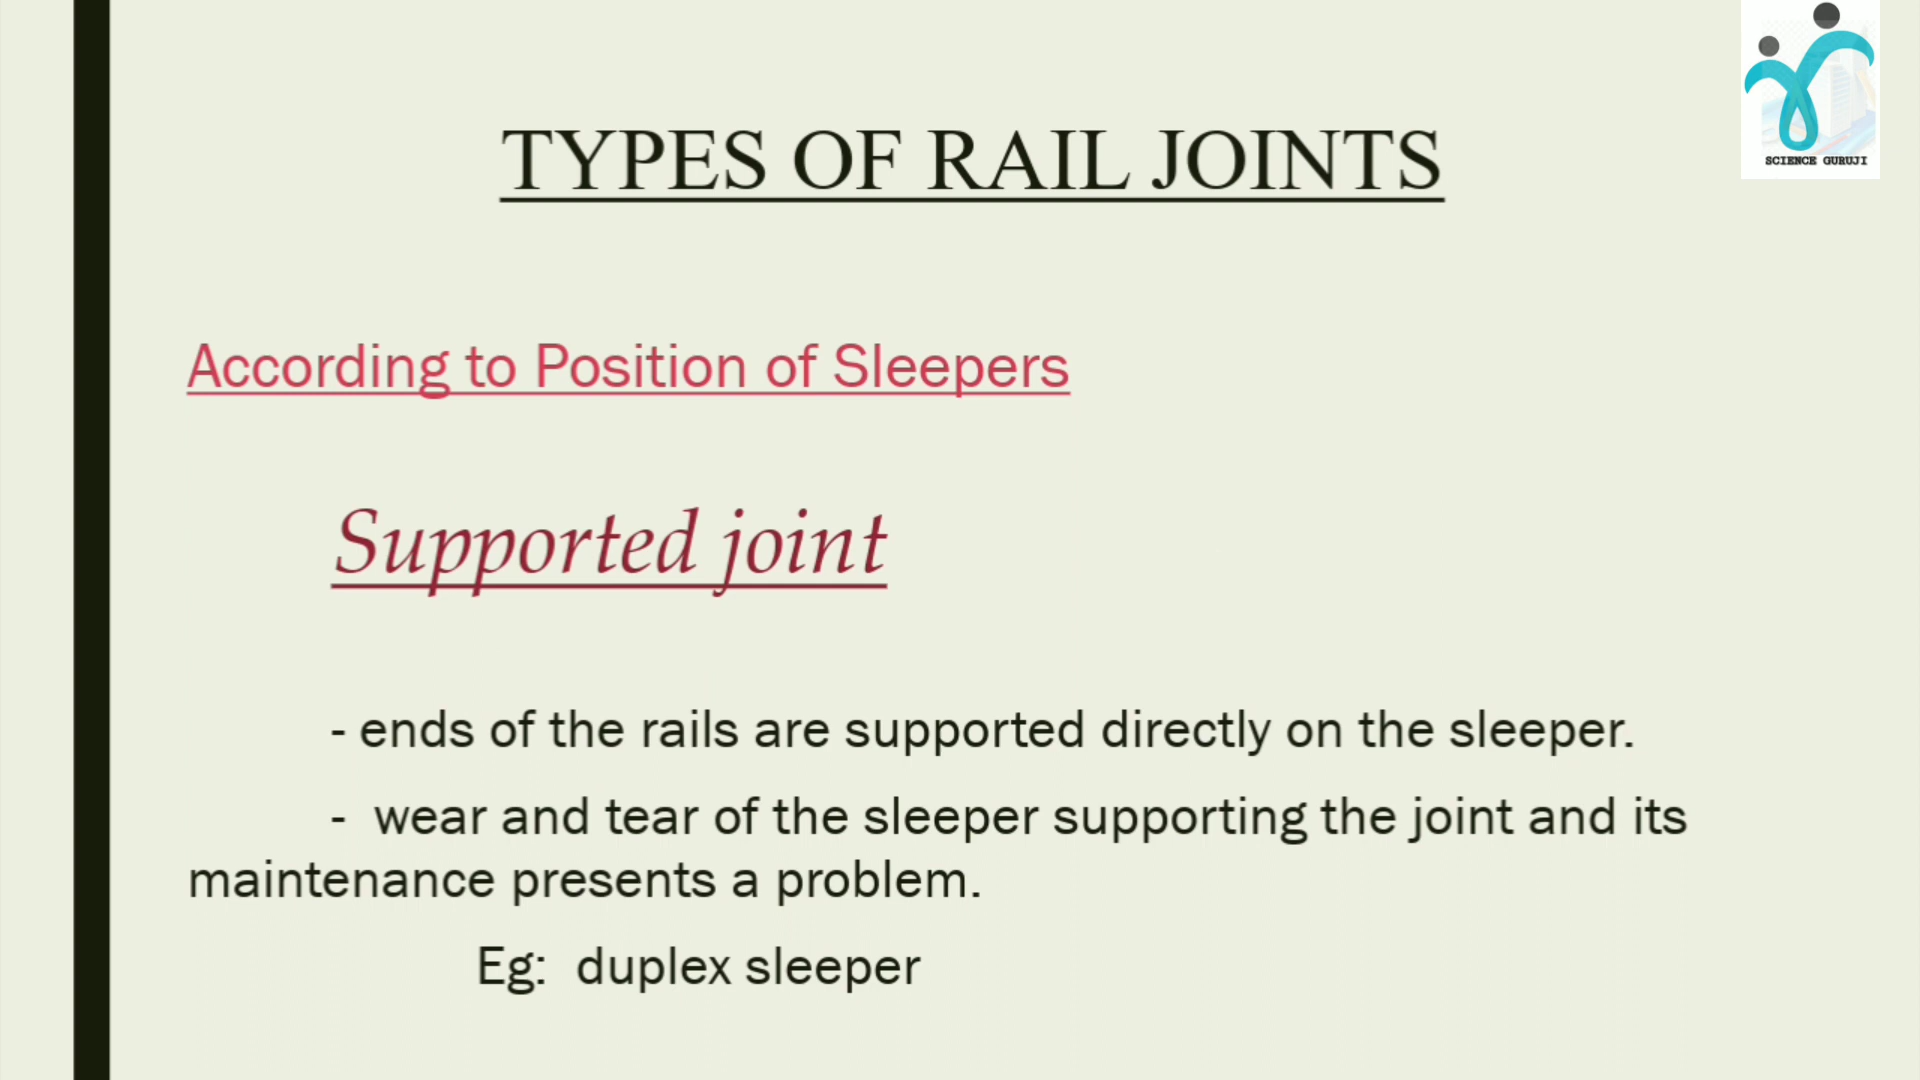 SCIENCE GURUJI
TYPES OF RAIL JOINTS
According to Position of Sleepers
Supported joint
- ends of the rails are supported directly on the sleeper.
- wear and tear of the sleeper supporting the joint and its
maintenance presents a problem.
Eg: duplex sleeper